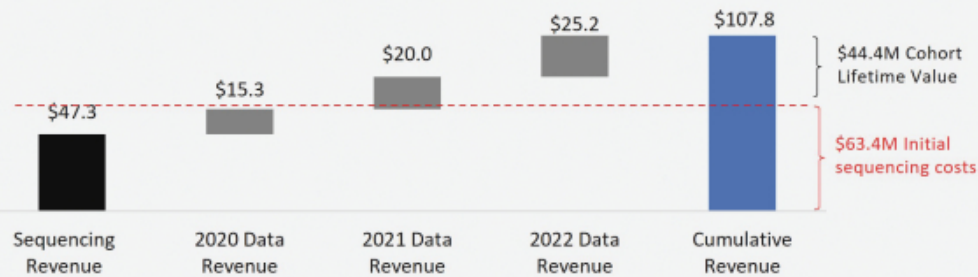 $47.3
$15.3
$20.0
$25.2
$107.8
$44.4M Cohort
Lifetime Value
$63.4M Initial
sequencing costs
Sequencing
Revenue
2020 Data
Revenue
2021 Data
Revenue
2022 Data
Revenue
Cumulative
Revenue